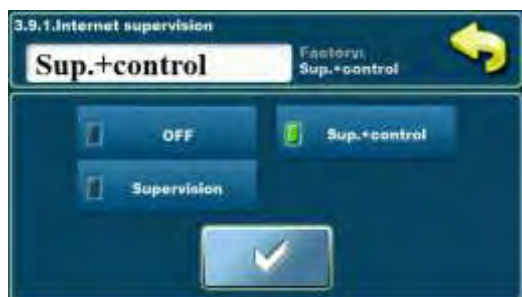 3.9.1.Internet supervision
Sup.+control
Factory:
Sup.+control
OFF
Sup.+control
Supervision